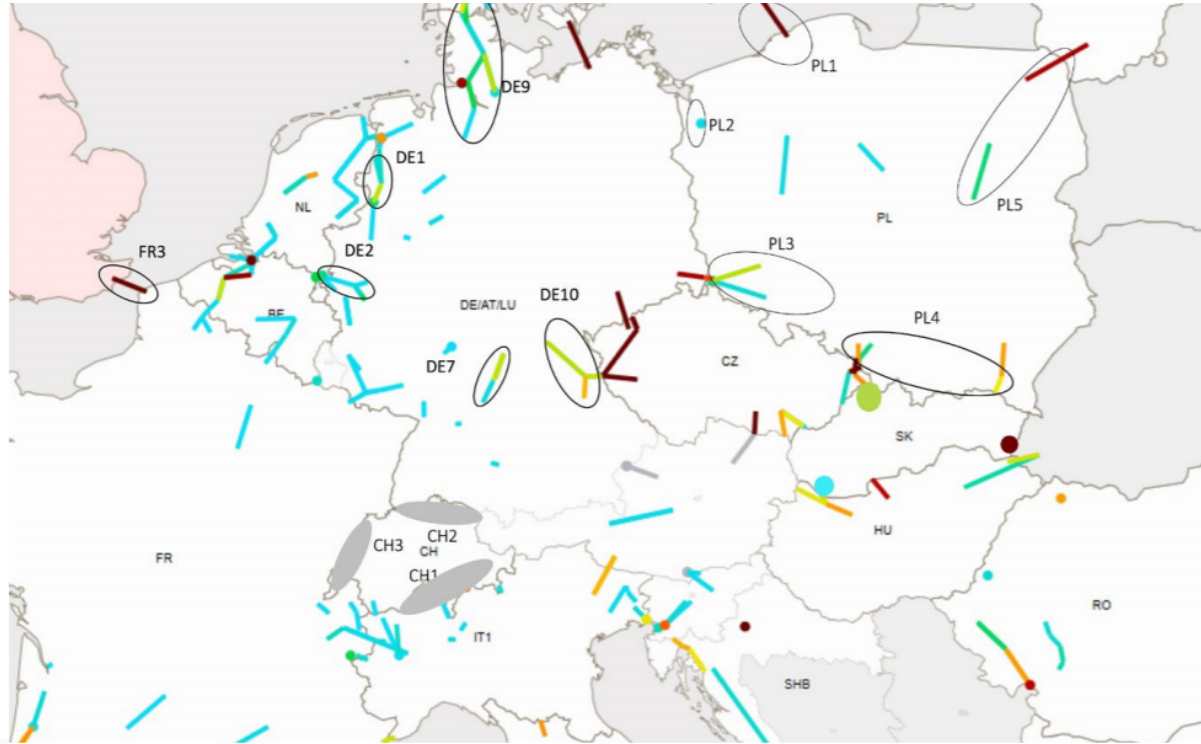 PL1
DE9
PL2
DE1
PL5
NL
PL
FR3
DE2
PL3
DE10
DE/AT/LU
BE
PL4
DE7
CZ
SK
HU
CH2
CH3
CH
FR
CH1
RO
IT1
SHB